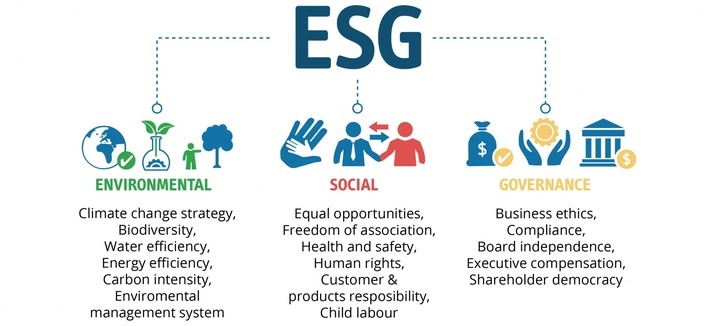 ESG
ENVIRONMENTAL
Climate change strategy,
Biodiversity,
Water efficiency,
Energy efficiency,
Carbon intensity,
Enviromental
management system
SOCIAL
Equal opportunities,
Freedom of association,
Health and safety,
Human rights,
Customer &
products resposibility,
Child labour
$
$
GOVERNANCE
Business ethics,
Compliance,
Board independence,
Executive compensation,
Shareholder democracy